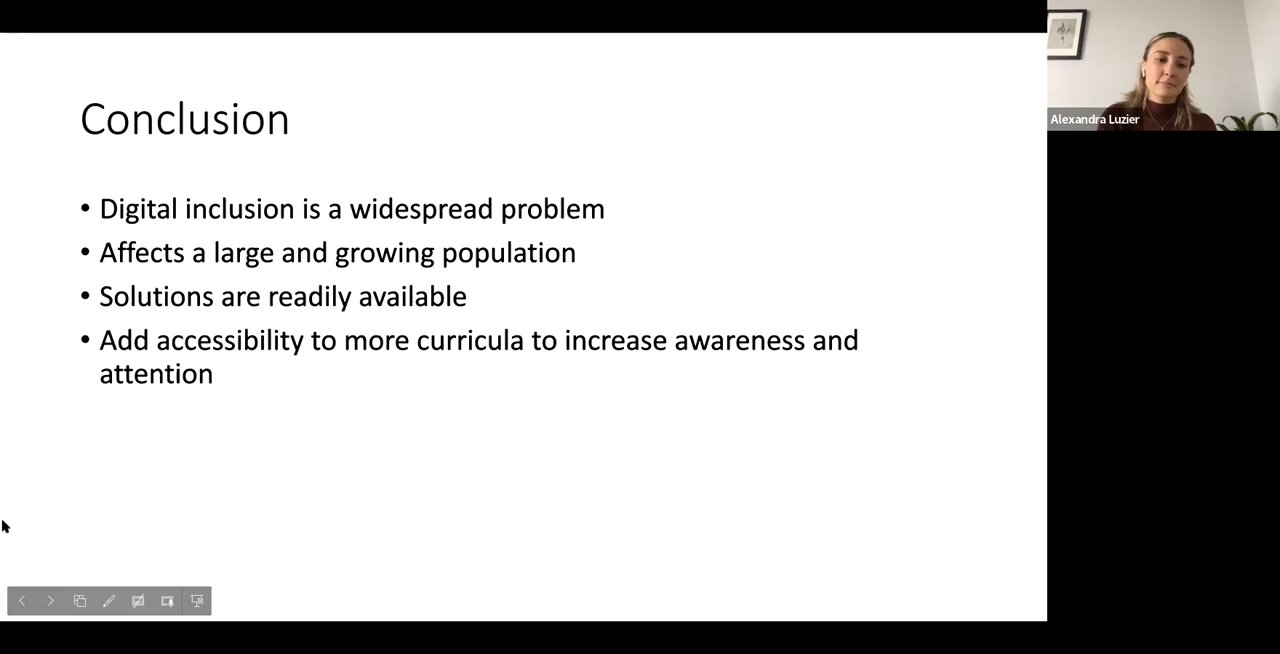 Conclusion
• Digital inclusion is a widespread problem
• Affects a large and growing population
• Solutions are readily available
• Add accessibility to more curricula to increase awareness and
attention
Alexandra Luzier